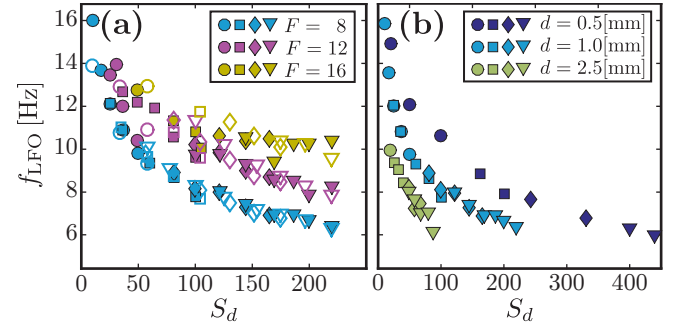 (a)
F = 8
F = 12
F = 16
16
14
12
10
8
6
f_LFO [Hz]
0 50 100 150 200
S_d
(b)
d = 0.5[mm]
d = 1.0[mm]
d = 2.5[mm]
0 100 200 300 400
S_d